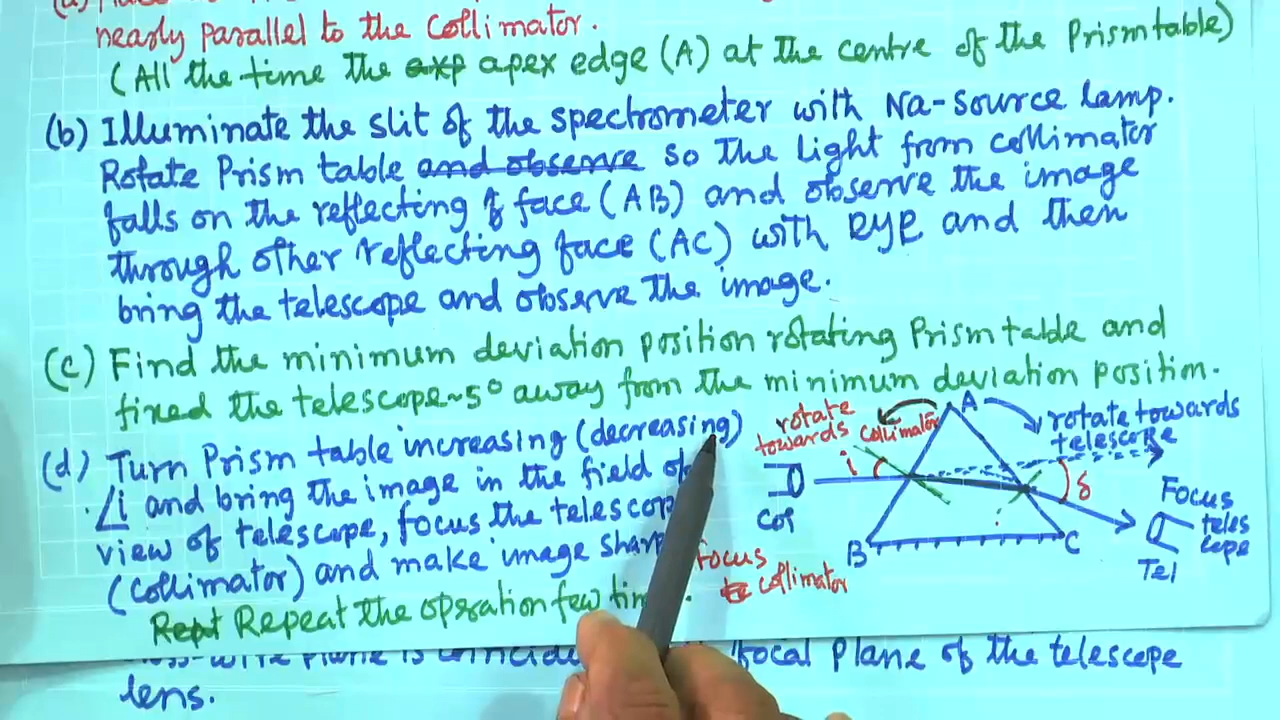 nearly parallel to the Collimator.
(All the time the axp apex edge (A) at the centre of the Prism table)
(b) Illuminate the slit of the spectrometer with Na-source lamp.
Rotate Prism table and observe so the light from collimator
falls on the reflecting f face (AB) and observe the image
through other reflecting face (AC) with eye and then
bring the telescope and observe the image.
(c) Find the minimum deviation position rotating Prism table and
fixed the telescope ~5° away from the minimum deviation position.
(d) Turn Prism table increasing (decreasing)
∠i and bring the image in the field of
view of telescope, focus the telescop
(collimator) and make image sharp
Rept Repeat the operation few tim
rotate
towards collimator
A
rotate towards
telescope
i
δ
Col
B
C
Tel
Focus
teles
cope
Focus
to collimator
focal plane of the telescope
lens.